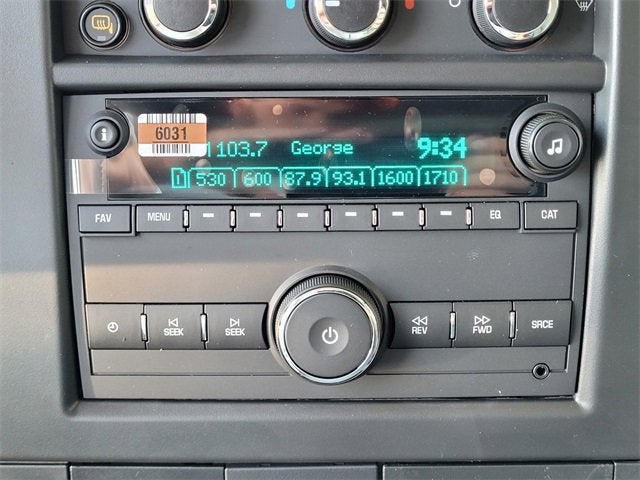 6031
103.7 George 9:34
1 530 600 87.9 93.1 1600 1710
FAV MENU EQ CAT
SEEK SEEK REV FWD SRCE